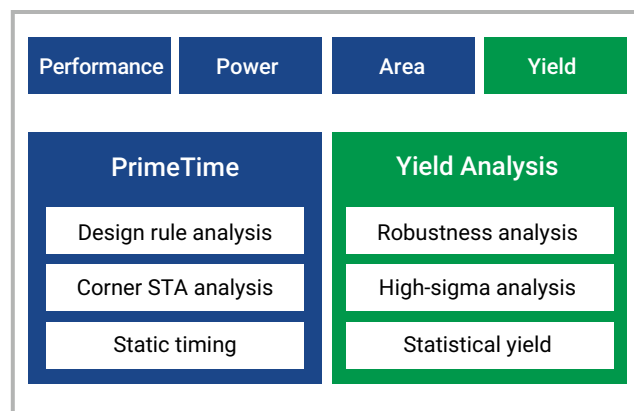 Performance
Power
Area
Yield
PrimeTime
Design rule analysis
Corner STA analysis
Static timing
Yield Analysis
Robustness analysis
High-sigma analysis
Statistical yield